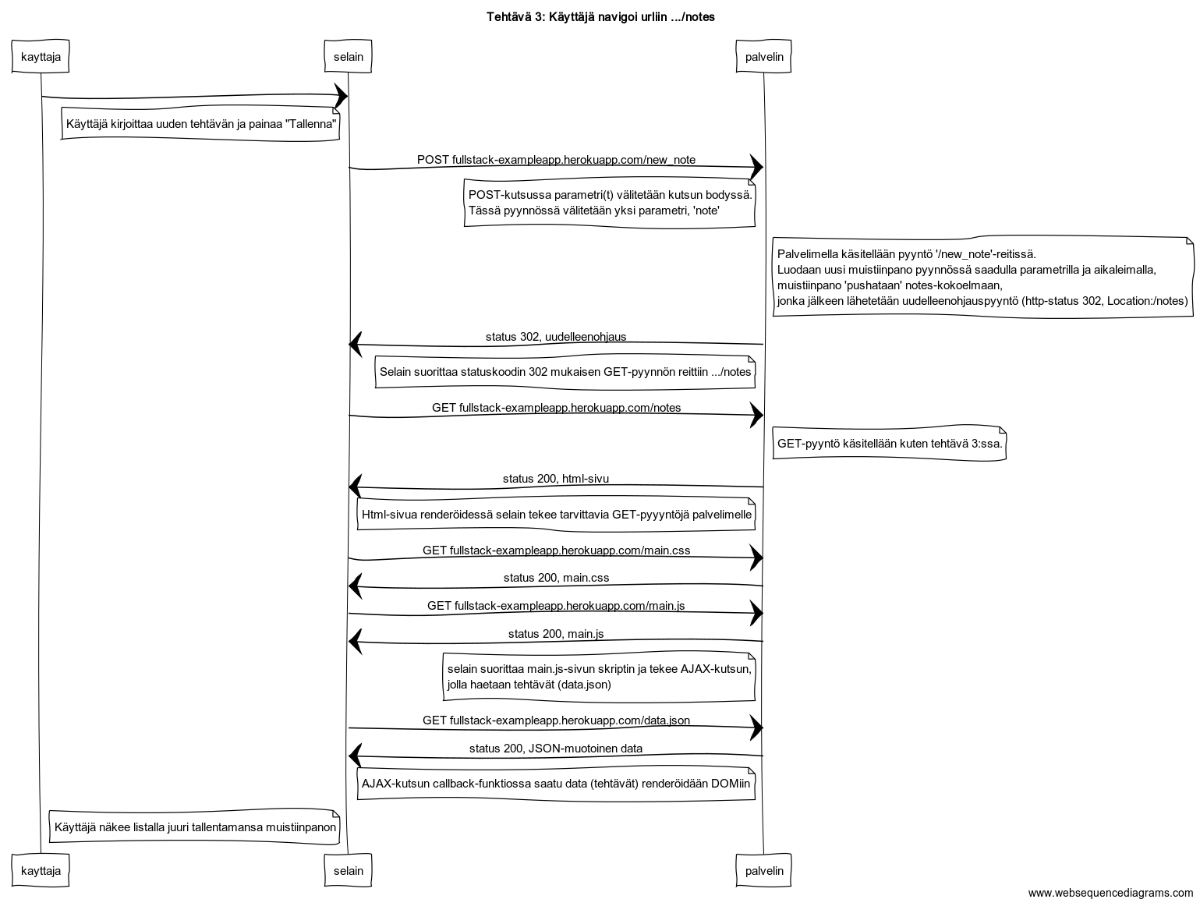 Tehtävä 3: Käyttäjä navigoi urliin .../notes
kayttaja
selain
palvelin
Käyttäjä kirjoittaa uuden tehtävän ja painaa "Tallenna"
POST fullstack-exampleapp.herokuapp.com/new_note
POST-kutsussa parametri(t) välitetään kutsun bodyssä.
Tässä pyynnössä välitetään yksi parametri, 'note'
Palvelimella käsitellään pyyntö '/new_note'-reitissä.
Luodaan uusi muistiinpano pyynnössä saadulla parametrilla ja aikaleimalla,
muistiinpano 'pushataan' notes-kokoelmaan,
jonka jälkeen lähetetään uudelleenohjauspyyntö (http-status 302, Location:/notes)
status 302, uudelleenohjaus
Selain suorittaa statuskoodin 302 mukaisen GET-pyynnön reittiin .../notes
GET fullstack-exampleapp.herokuapp.com/notes
GET-pyyntö käsitellään kuten tehtävä 3:ssa.
status 200, html-sivu
Html-sivua renderöidessä selain tekee tarvittavia GET-pyyyntöjä palvelimelle
GET fullstack-exampleapp.herokuapp.com/main.css
status 200, main.css
GET fullstack-exampleapp.herokuapp.com/main.js
status 200, main.js
selain suorittaa main.js-sivun skriptin ja tekee AJAX-kutsun,
jolla haetaan tehtävät (data.json)
GET fullstack-exampleapp.herokuapp.com/data.json
status 200, JSON-muotoinen data
AJAX-kutsun callback-funktiossa saatu data (tehtävät) renderöidään DOMiin
Käyttäjä näkee listalla juuri tallentamansa muistiinpanon
kayttaja
selain
palvelin
www.websequencediagrams.com